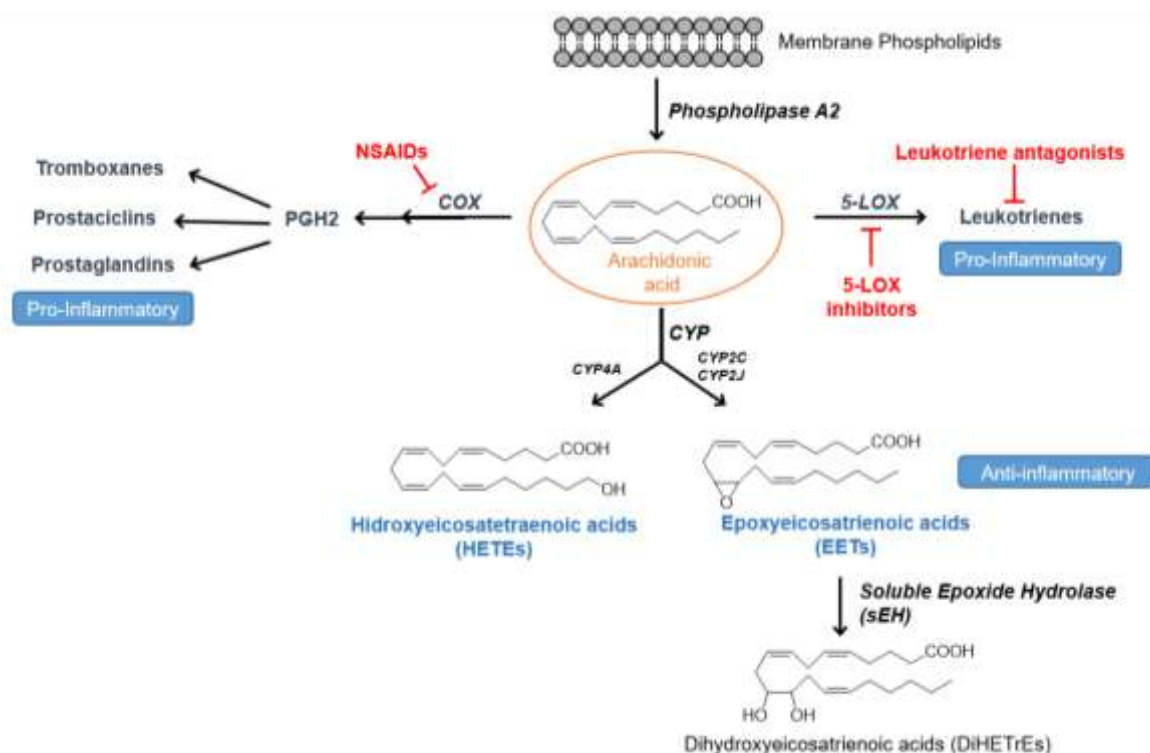 Membrane Phospholipids
Phospholipase A2
NSAIDs
Leukotriene antagonists
Tromboxanes
COX
COOH
5-LOX
Prostaciclins
PGH2
Leukotrienes
Prostaglandins
Arachidonic
acid
Pro-Inflammatory
Pro-Inflammatory
5-LOX
inhibitors
CYP
CYP4A
CYP2C
CYP2J
COOH
OH
COOH
O
Anti-inflammatory
Hidroxyeicosatetraenoic acids
(HETEs)
Epoxyeicosatrienoic acids
(EETs)
Soluble Epoxide Hydrolase
(sEH)
COOH
HO OH
Dihydroxyeicosatrienoic acids (DiHETrEs)